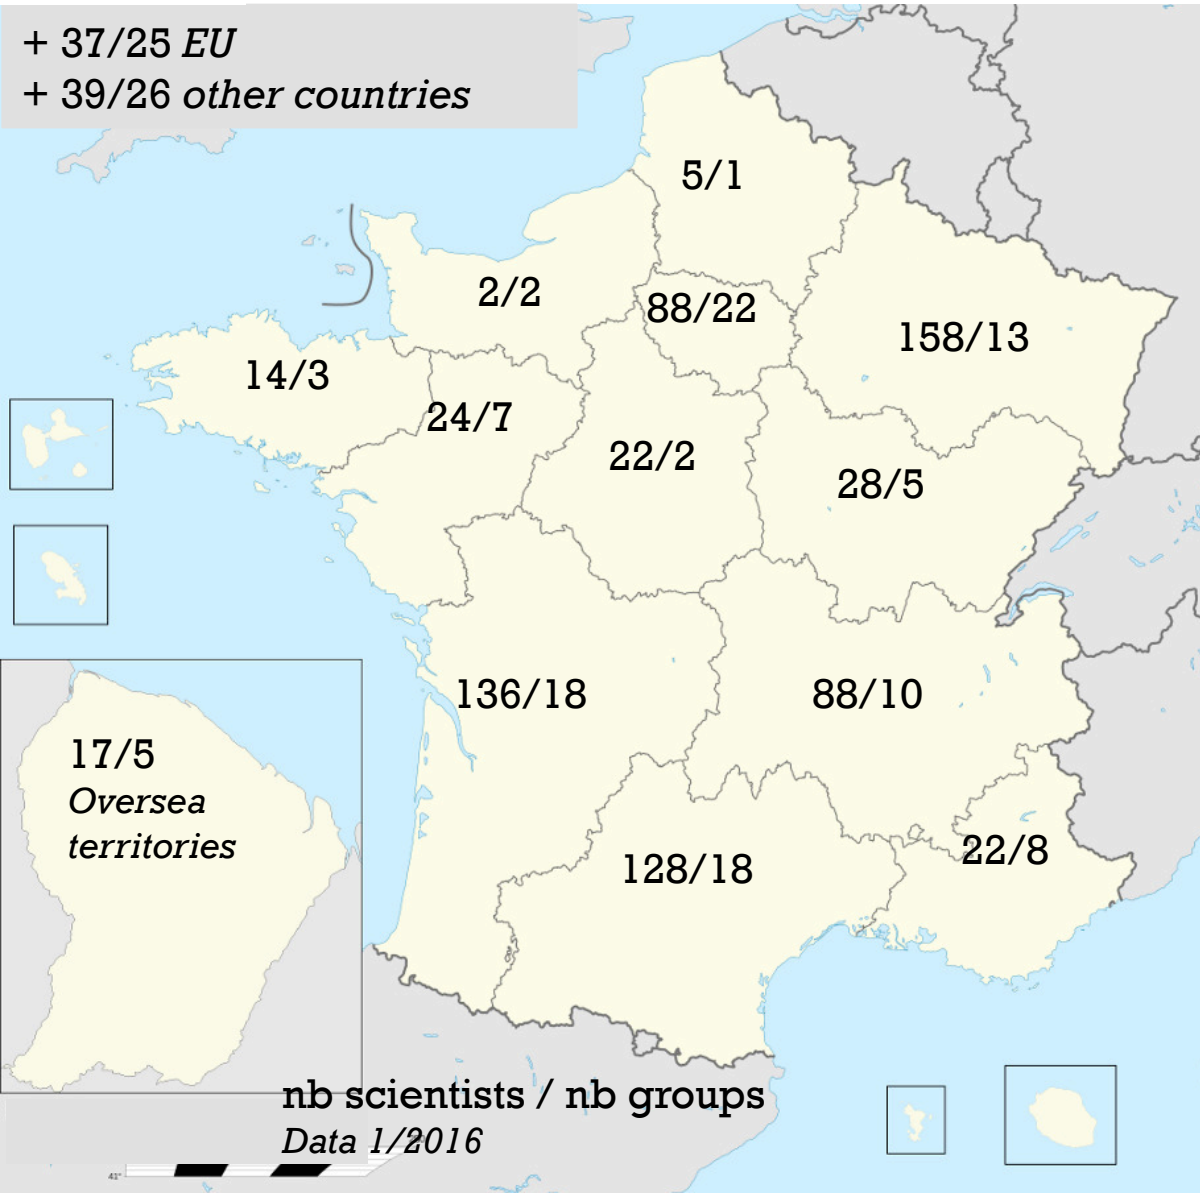 + 37/25 EU
+ 39/26 other countries
5/1
2/2
88/22
158/13
14/3
24/7
22/2
28/5
136/18
88/10
17/5
Oversea
territories
128/18
22/8
nb scientists / nb groups
Data 1/2016
41°